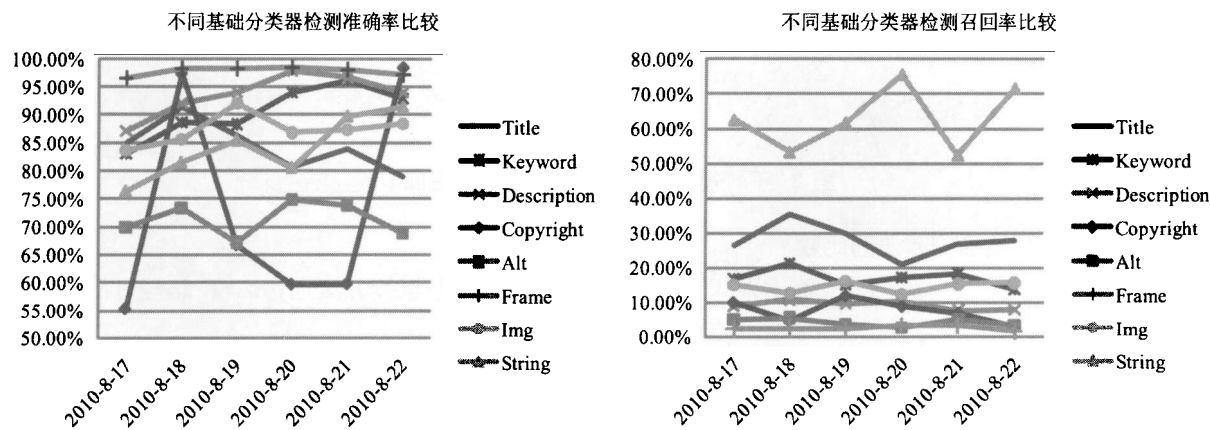 不同基础分类器检测准确率比较
100.00%
95.00%
90.00%
85.00%
80.00%
75.00%
70.00%
65.00%
60.00%
55.00%
50.00%
2010-8-17
2010-8-18
2010-8-19
2010-8-20
2010-8-21
2010-8-22
Title
Keyword
Description
Copyright
Alt
Frame
Img
String
不同基础分类器检测召回率比较
80.00%
70.00%
60.00%
50.00%
40.00%
30.00%
20.00%
10.00%
0.00%
2010-8-17
2010-8-18
2010-8-19
2010-8-20
2010-8-21
2010-8-22
Title
Keyword
Description
Copyright
Alt
Frame
Img
String